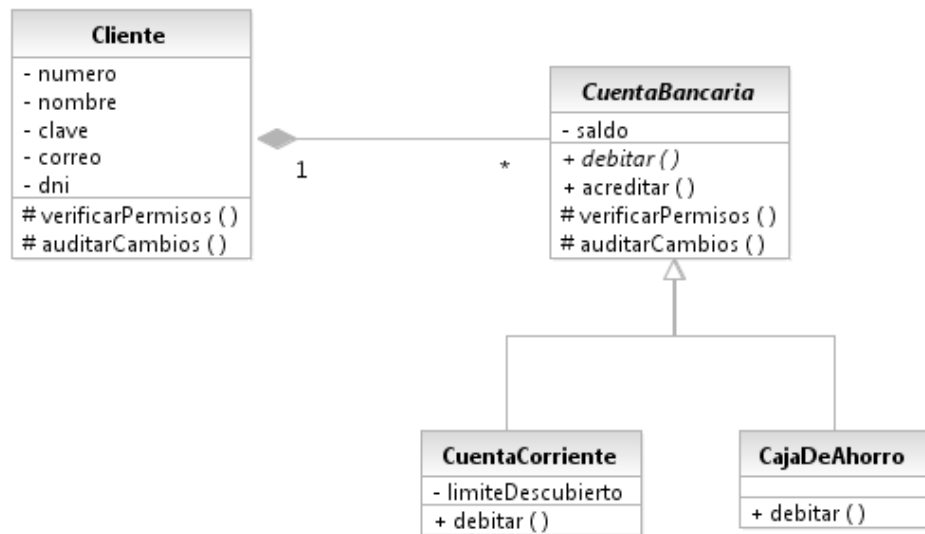 Cliente
- numero
- nombre
- clave
- correo
- dni
# verificarPermisos ( )
# auditarCambios ( )
1
*
CuentaBancaria
- saldo
+ debitar ( )
+ acreditar ( )
# verificarPermisos ( )
# auditarCambios ( )
CuentaCorriente
- limiteDescubierto
+ debitar ( )
CajaDeAhorro
+ debitar ( )